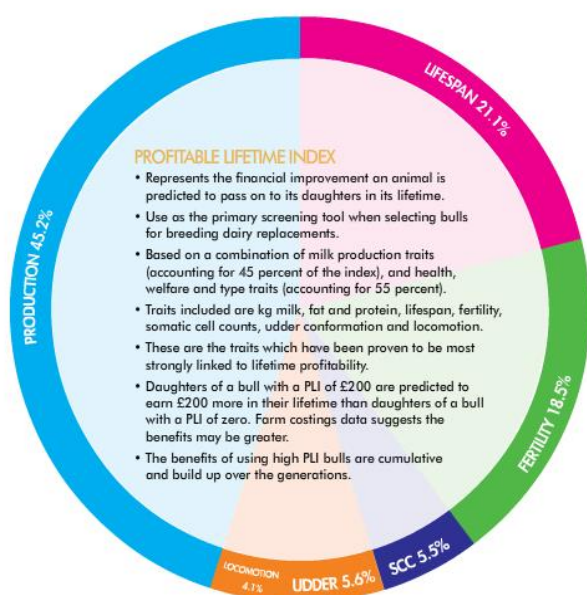 LIFESPAN 21.1%
PROFITABLE LIFETIME INDEX
• Represents the financial improvement an animal is
predicted to pass on to its daughters in its lifetime.
• Use as the primary screening tool when selecting bulls
for breeding dairy replacements.
• Based on a combination of milk production traits
(accounting for 45 percent of the index), and health,
welfare and type traits (accounting for 55 percent).
• Traits included are kg milk, fat and protein, lifespan, fertility,
somatic cell counts, udder conformation and locomotion.
• These are the traits which have been proven to be most
strongly linked to lifetime profitability.
• Daughters of a bull with a PLI of £200 are predicted to
earn £200 more in their lifetime than daughters of a bull
with a PLI of zero. Farm costings data suggests the
benefits may be greater.
• The benefits of using high PLI bulls are cumulative
and build up over the generations.
PRODUCTION 45.2%
FERTILITY 18.5%
SCC 5.5%
UDDER 5.6%
LOCOMOTION
4.1%